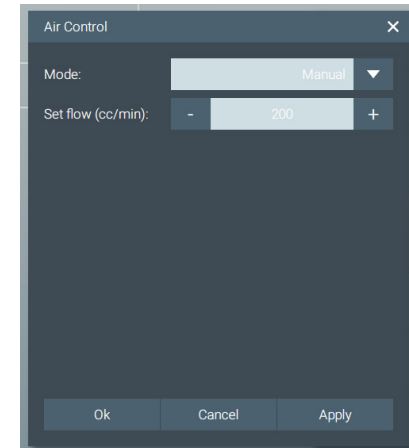 Air Control
Mode: Manual
Set flow (cc/min): - 200 +
Ok Cancel Apply